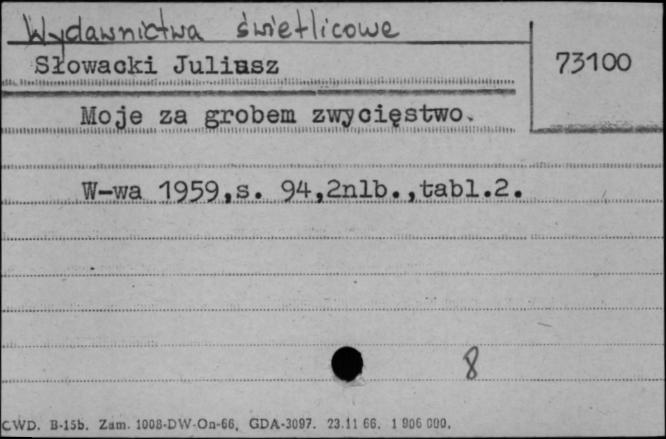 Wydawnictwa świetlicowe
Słowacki Juliusz
73100
Moje za grobem zwycięstwo.
W-wa 1959,s. 94,2nlb.,tabl.2.
8
CWD. B-15b. Zam. 1008-DW-On-66. GDA-3097. 23.11 66. 1 906 000.